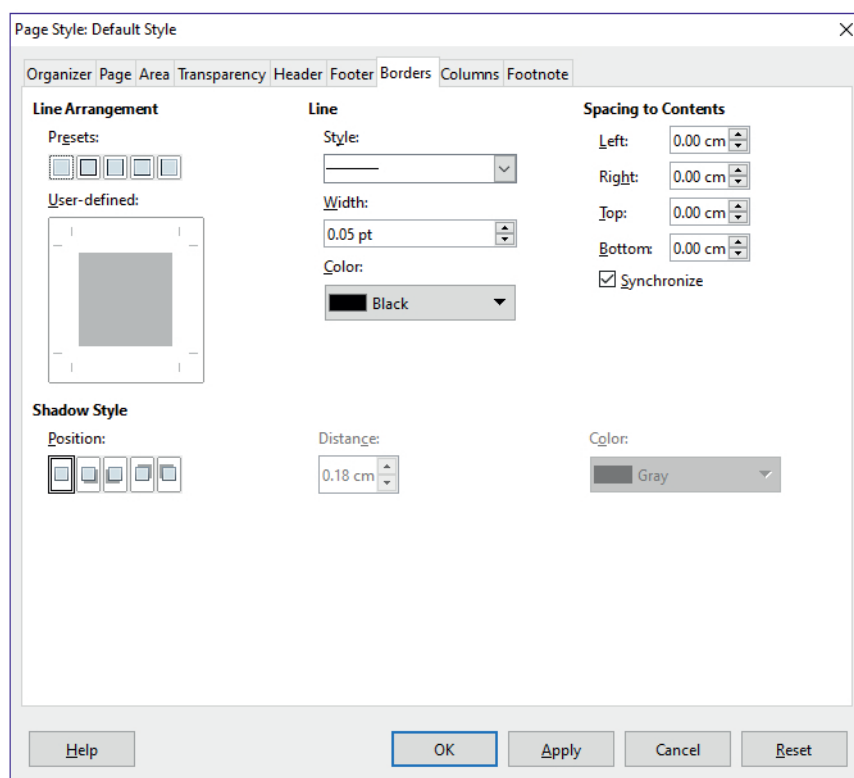 Page Style: Default Style
Organizer Page Area Transparency Header Footer Borders Columns Footnote
Line Arrangement
Presets:
User-defined:
Line
Style:
Width:
0.05 pt
Color:
Black
Spacing to Contents
Left: 0.00 cm
Right: 0.00 cm
Top: 0.00 cm
Bottom: 0.00 cm
Synchronize
Shadow Style
Position:
Distance:
0.18 cm
Color:
Gray
Help OK Apply Cancel Reset